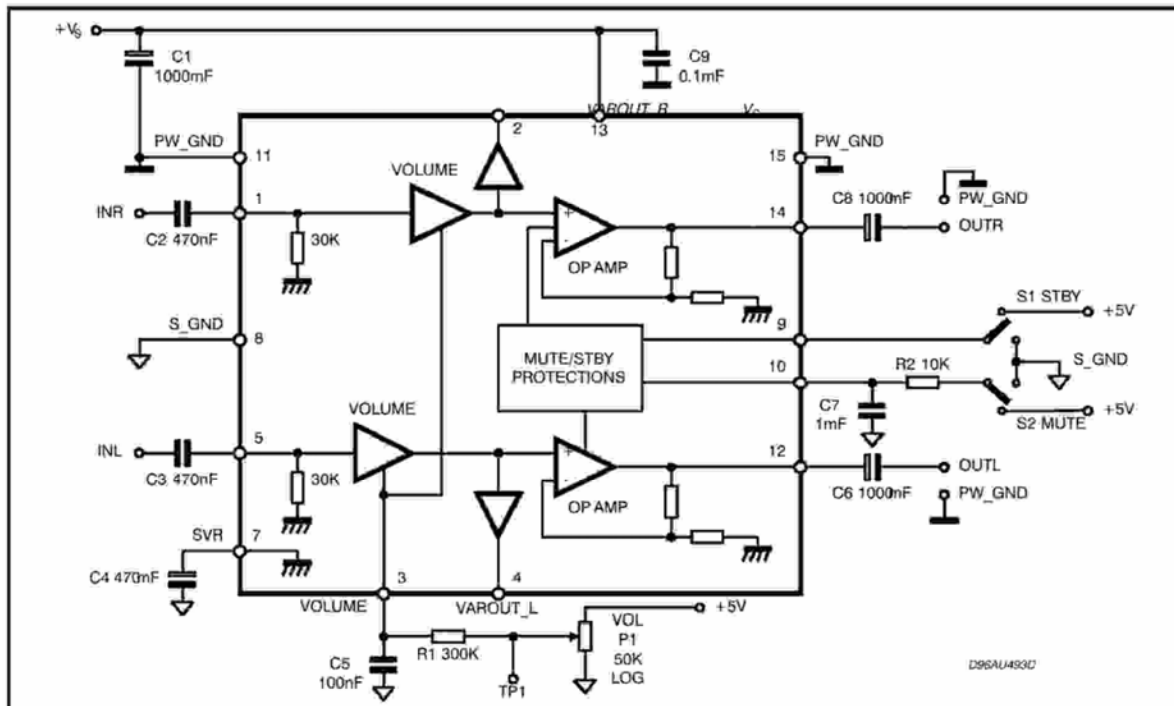 +VS
C1
1000mF
C9
0.1mF
VAROUT_R
VS
2
13
PW_GND
11
15
PW_GND
VOLUME
INR
C2 470nF
1
30K
+
-
OP AMP
14
C8 1000mF
PW_GND
OUTR
S_GND
8
MUTE/STBY
PROTECTIONS
9
S1 STBY
+5V
10
R2 10K
S_GND
C7
1mF
S2 MUTE
+5V
VOLUME
INL
C3 470nF
5
30K
+
-
OP AMP
12
C6 1000mF
OUTL
PW_GND
SVR
7
C4 470mF
3
4
VOLUME
VAROUT_L
C5
100nF
R1 300K
TP1
VOL
P1
50K
LOG
+5V
D96AU493D